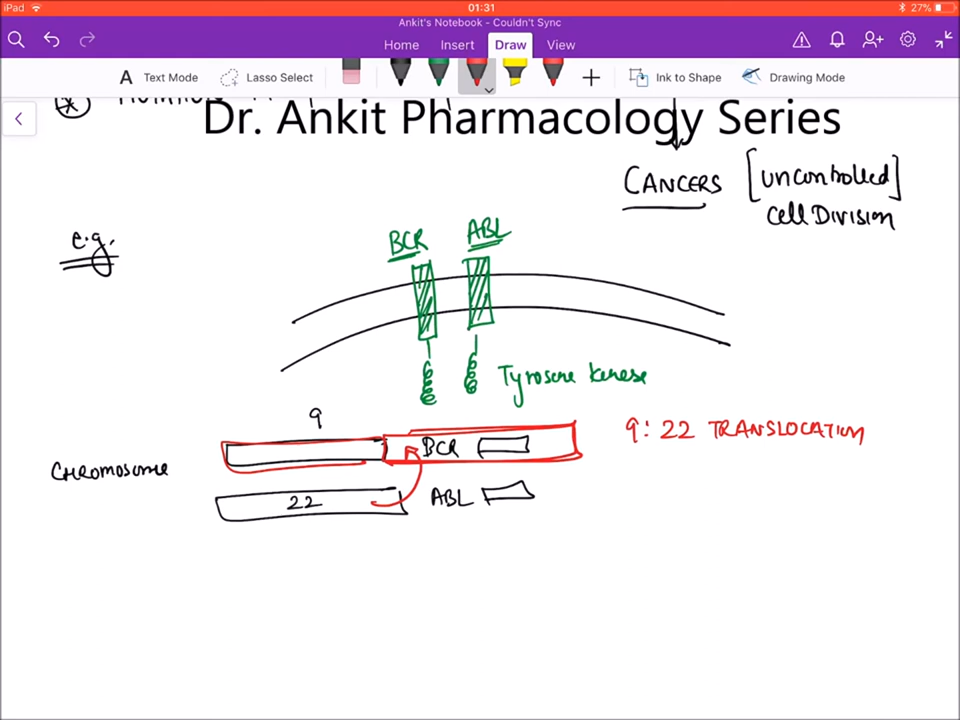 iPad 01:31 27%
Ankit's Notebook - Couldn't Sync
Home Insert Draw View
A Text Mode Lasso Select Ink to Shape Drawing Mode
Dr. Ankit Pharmacology Series
CANCERS [uncontrolled]
cell Division
e.g.
BCR ABL
Tyrosene kenese
9
BCR
9: 22 TRANSLOCATION
CHROMOSOME
22 ABL